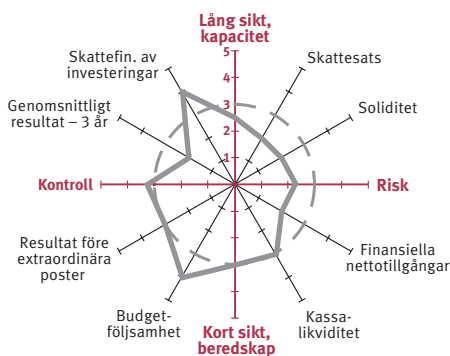 Lång sikt,
kapacitet
Skattefin. av
investeringar
Skattesats
Genomsnittligt
resultat – 3 år
Soliditet
5
4
3
2
1
Kontroll
Risk
Resultat före
extraordinära
poster
Finansiella
nettotillgångar
Budget-
följsamhet
Kassa-
likviditet
Kort sikt,
beredskap